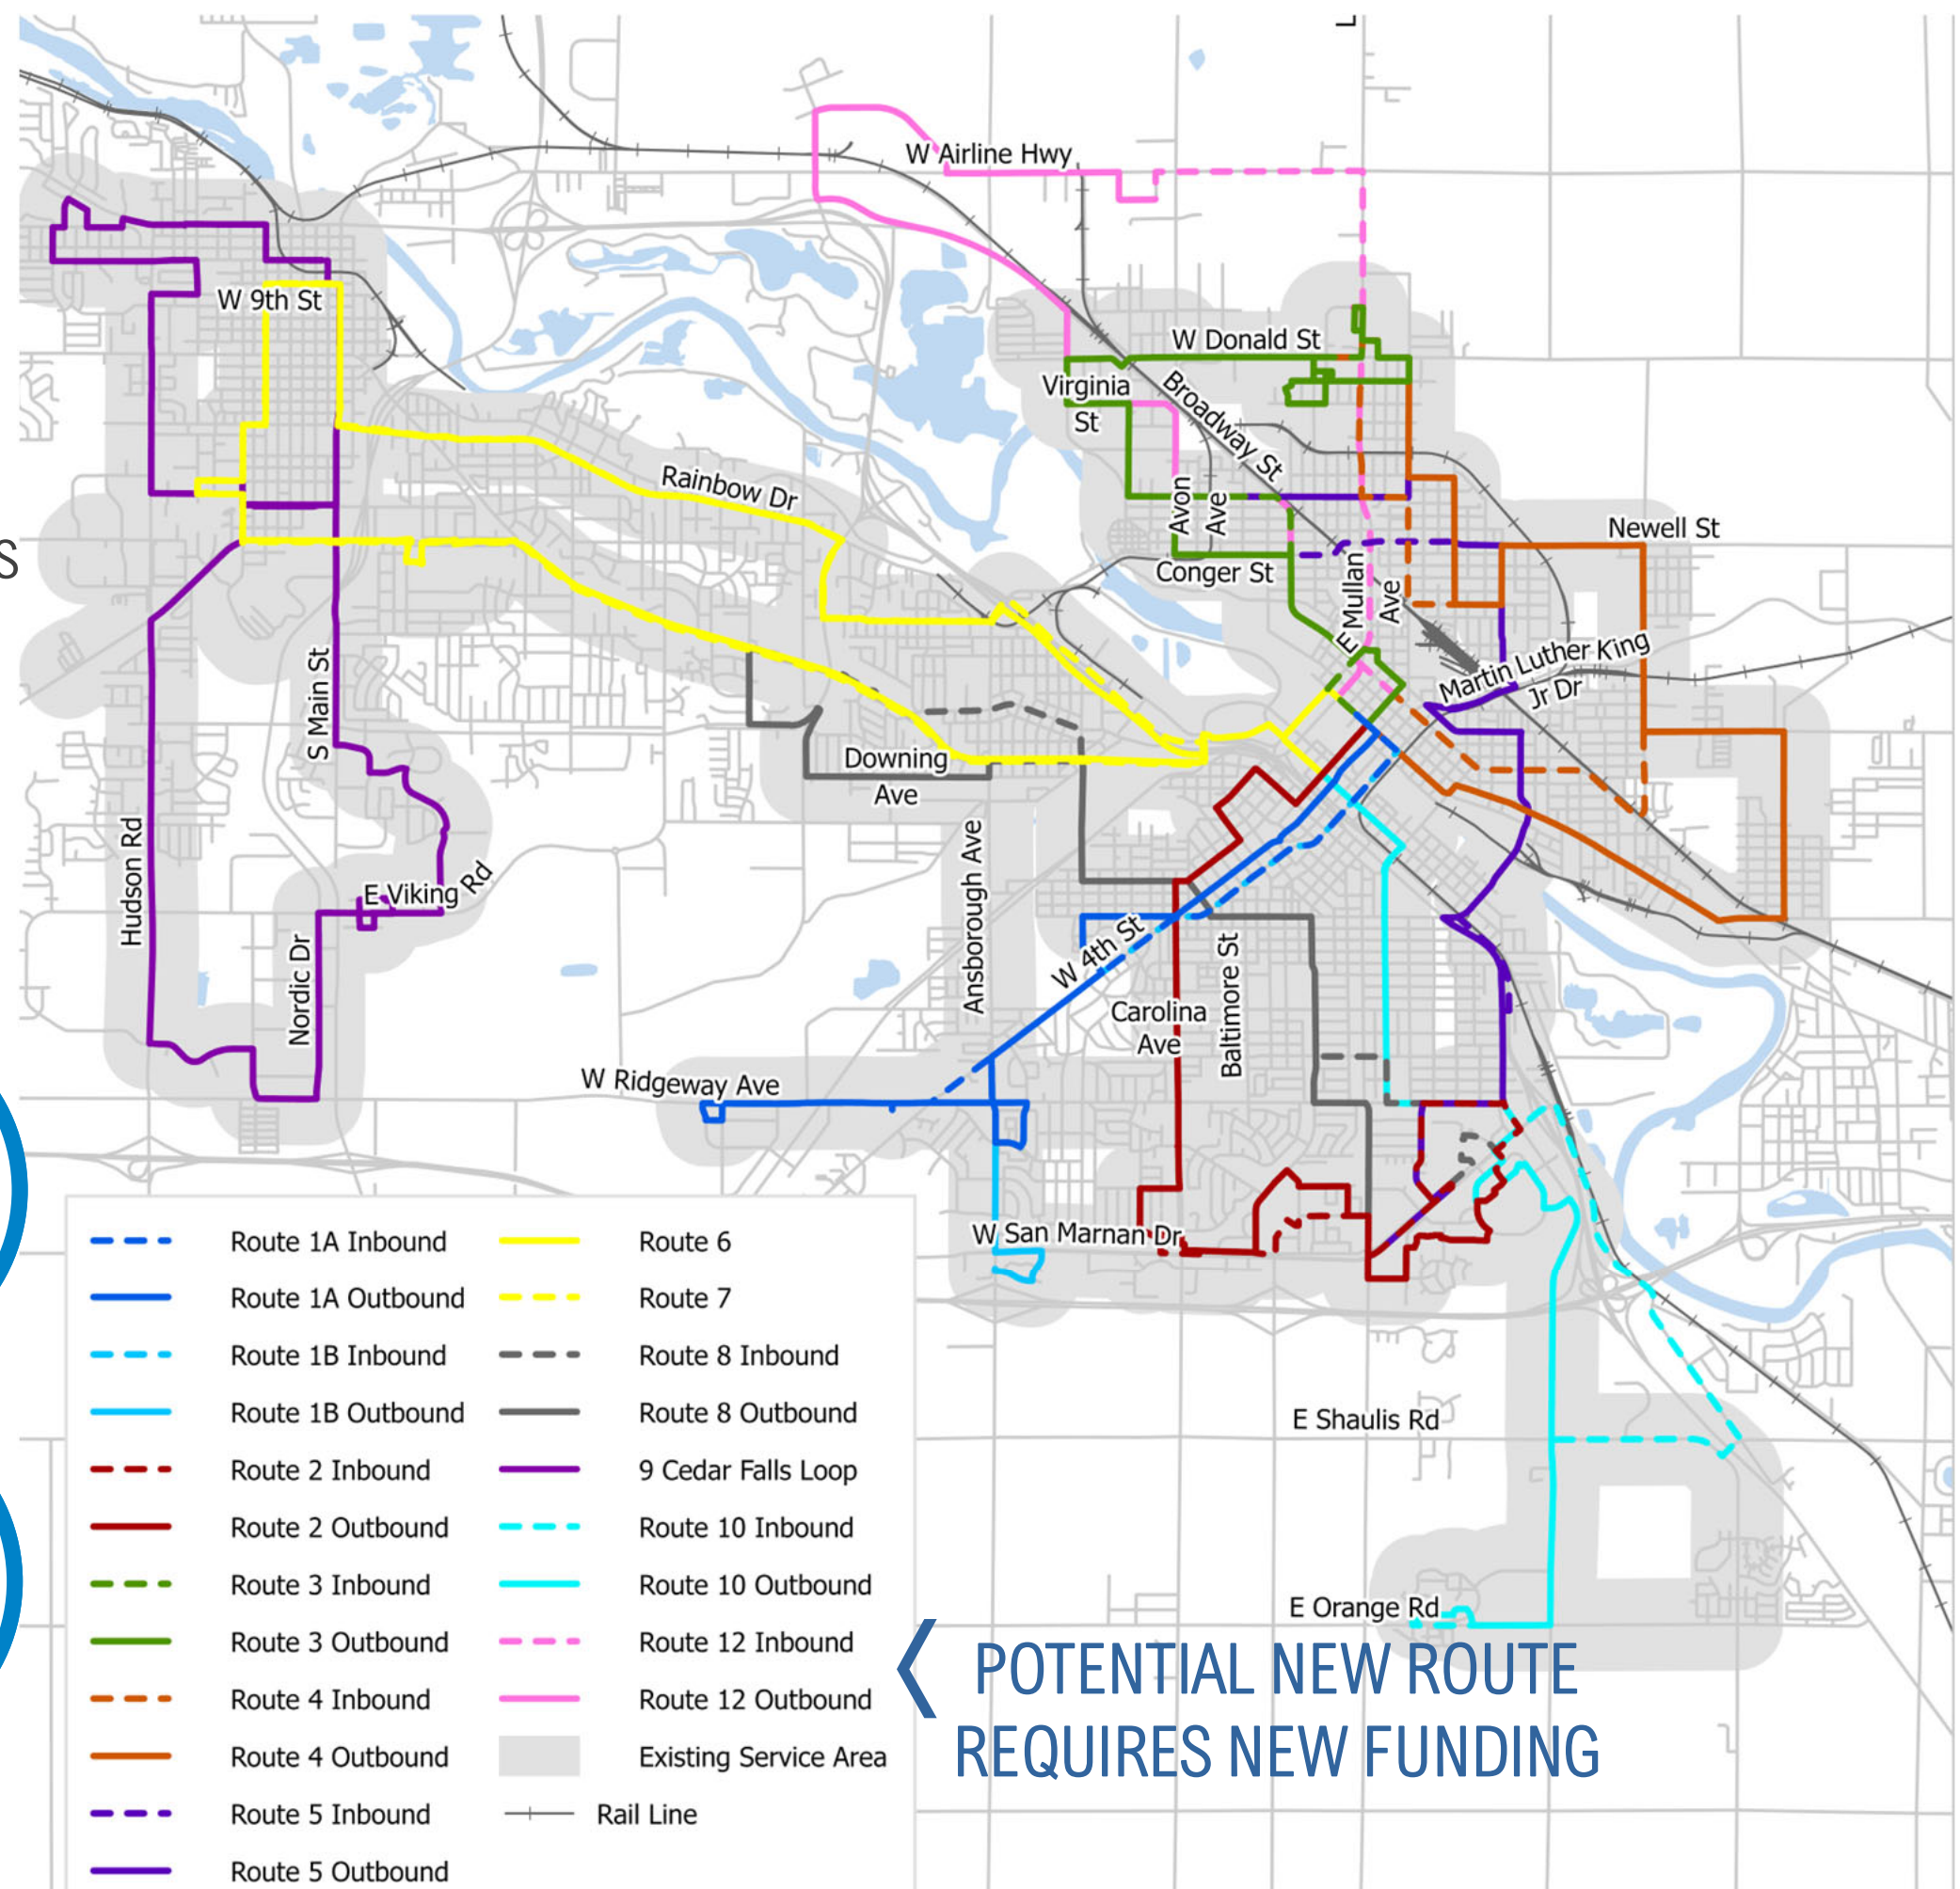 L
W Airline Hwy
W 9th St
W Donald St
Virginia
St
Broadway St
Rainbow Dr
Avon
Ave
Newell St
S
Conger St
E Mullan
Ave
Martin Luther King
Jr Dr
S Main St
Downing
Ave
Hudson Rd
E Viking Rd
Ansborough Ave
Nordic Dr
W 4th St
Baltimore St
Carolina
Ave
W Ridgeway Ave
W San Marnan Dr
E Shaulis Rd
E Orange Rd
Route 1A Inbound
Route 1A Outbound
Route 1B Inbound
Route 1B Outbound
Route 2 Inbound
Route 2 Outbound
Route 3 Inbound
Route 3 Outbound
Route 4 Inbound
Route 4 Outbound
Route 5 Inbound
Route 5 Outbound
Route 6
Route 7
Route 8 Inbound
Route 8 Outbound
9 Cedar Falls Loop
Route 10 Inbound
Route 10 Outbound
Route 12 Inbound
Route 12 Outbound
Existing Service Area
Rail Line
POTENTIAL NEW ROUTE
REQUIRES NEW FUNDING